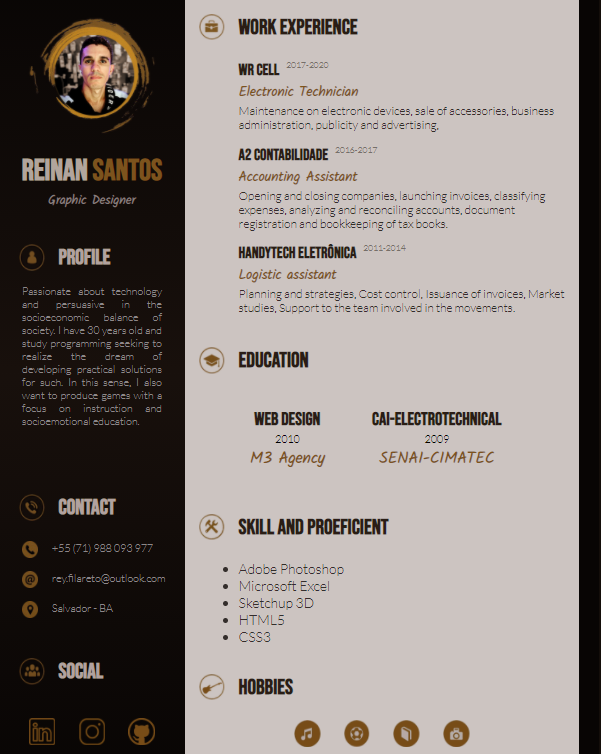 REINAN SANTOS
Graphic Designer
PROFILE
Passionate about technology
and persuasive in the
socioeconomic balance of
society. I have 30 years old and
study programming seeking to
realize the dream of
developing practical solutions
for such. In this sense, I also
want to produce games with a
focus on instruction and
socioemotional education.
CONTACT
+55 (71) 988 093 977
rey.filareto@outlook.com
Salvador - BA
SOCIAL
WORK EXPERIENCE
WR CELL 2017-2020
Electronic Technician
Maintenance on electronic devices, sale of accessories, business
administration, publicity and advertising,
A2 CONTABILIDADE 2016-2017
Accounting Assistant
Opening and closing companies, launching invoices, classifying
expenses, analyzing and reconciling accounts, document
registration and bookkeeping of tax books.
HANDYTECH ELETRÔNICA 2011-2014
Logistic assistant
Planning and strategies, Cost control, Issuance of invoices, Market
studies, Support to the team involved in the movements.
EDUCATION
WEB DESIGN
2010
M3 Agency
CAI-ELECTROTECHNICAL
2009
SENAI-CIMATEC
SKILL AND PROEFICIENT
Adobe Photoshop
Microsoft Excel
Sketchup 3D
HTML5
CSS3
HOBBIES